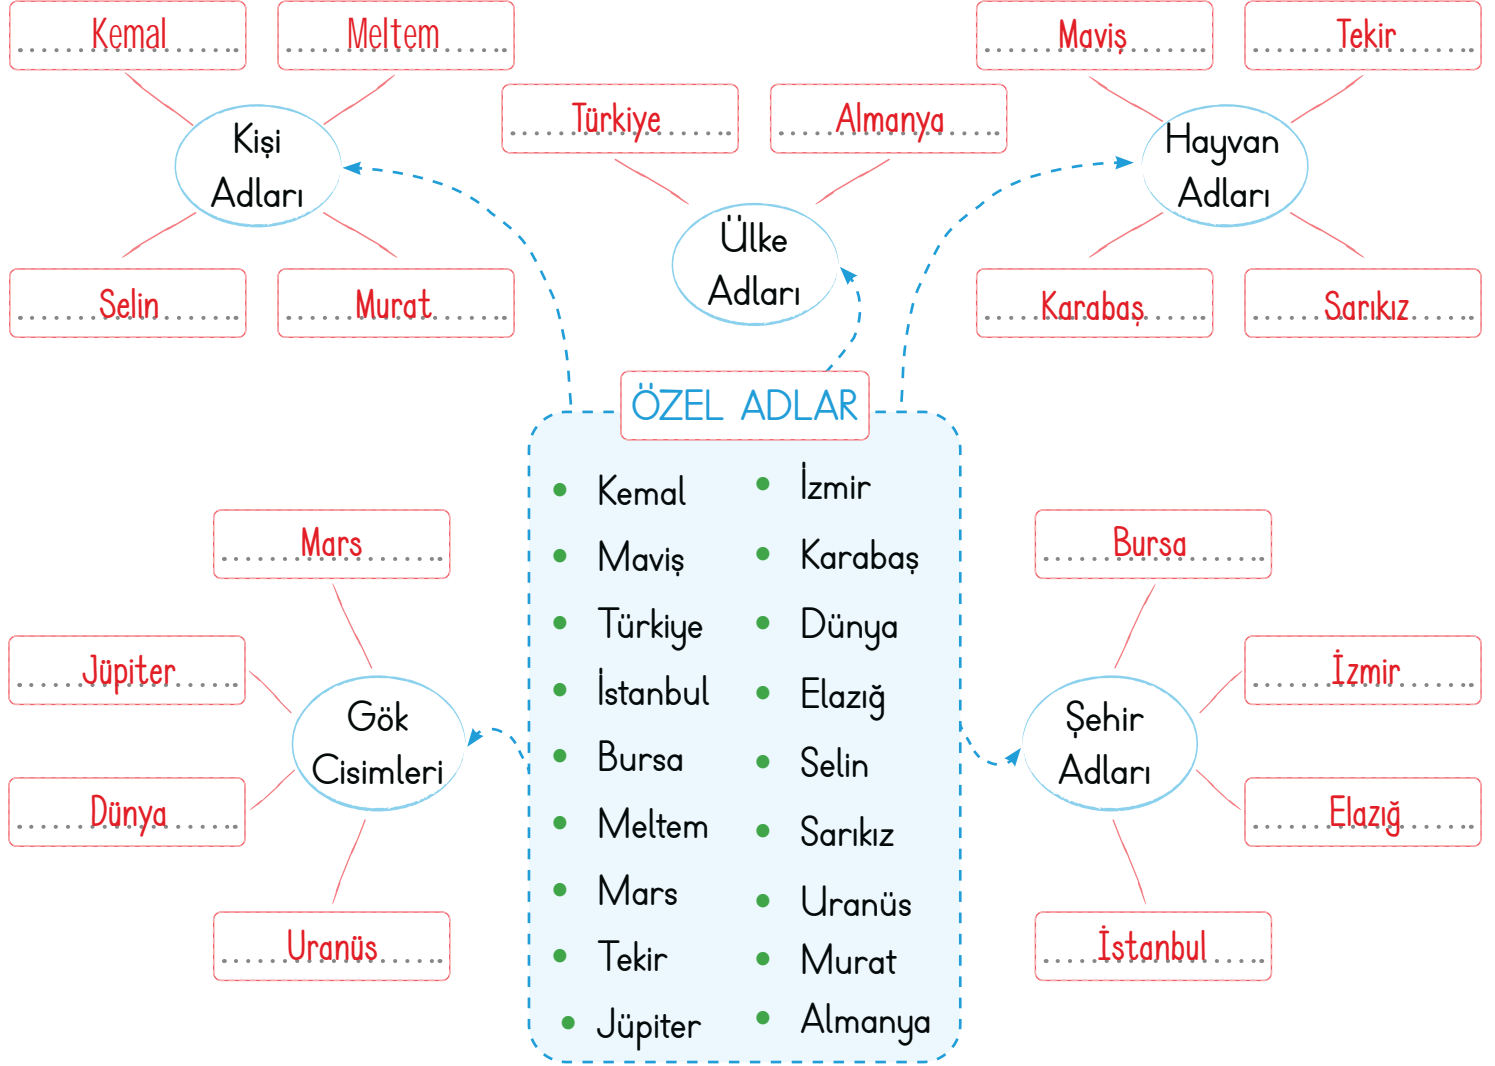 Kemal
Meltem
Kişi
Adları
Selin
Murat
Türkiye
Almanya
Ülke
Adları
Maviş
Tekir
Hayvan
Adları
Karabaş
Sarıkız
ÖZEL ADLAR
Kemal
Maviş
Türkiye
İstanbul
Bursa
Meltem
Mars
Tekir
Jüpiter
İzmir
Karabaş
Dünya
Elazığ
Selin
Sarıkız
Uranüs
Murat
Almanya
Mars
Jüpiter
Gök
Cisimleri
Dünya
Uranüs
Bursa
İzmir
Şehir
Adları
Elazığ
İstanbul